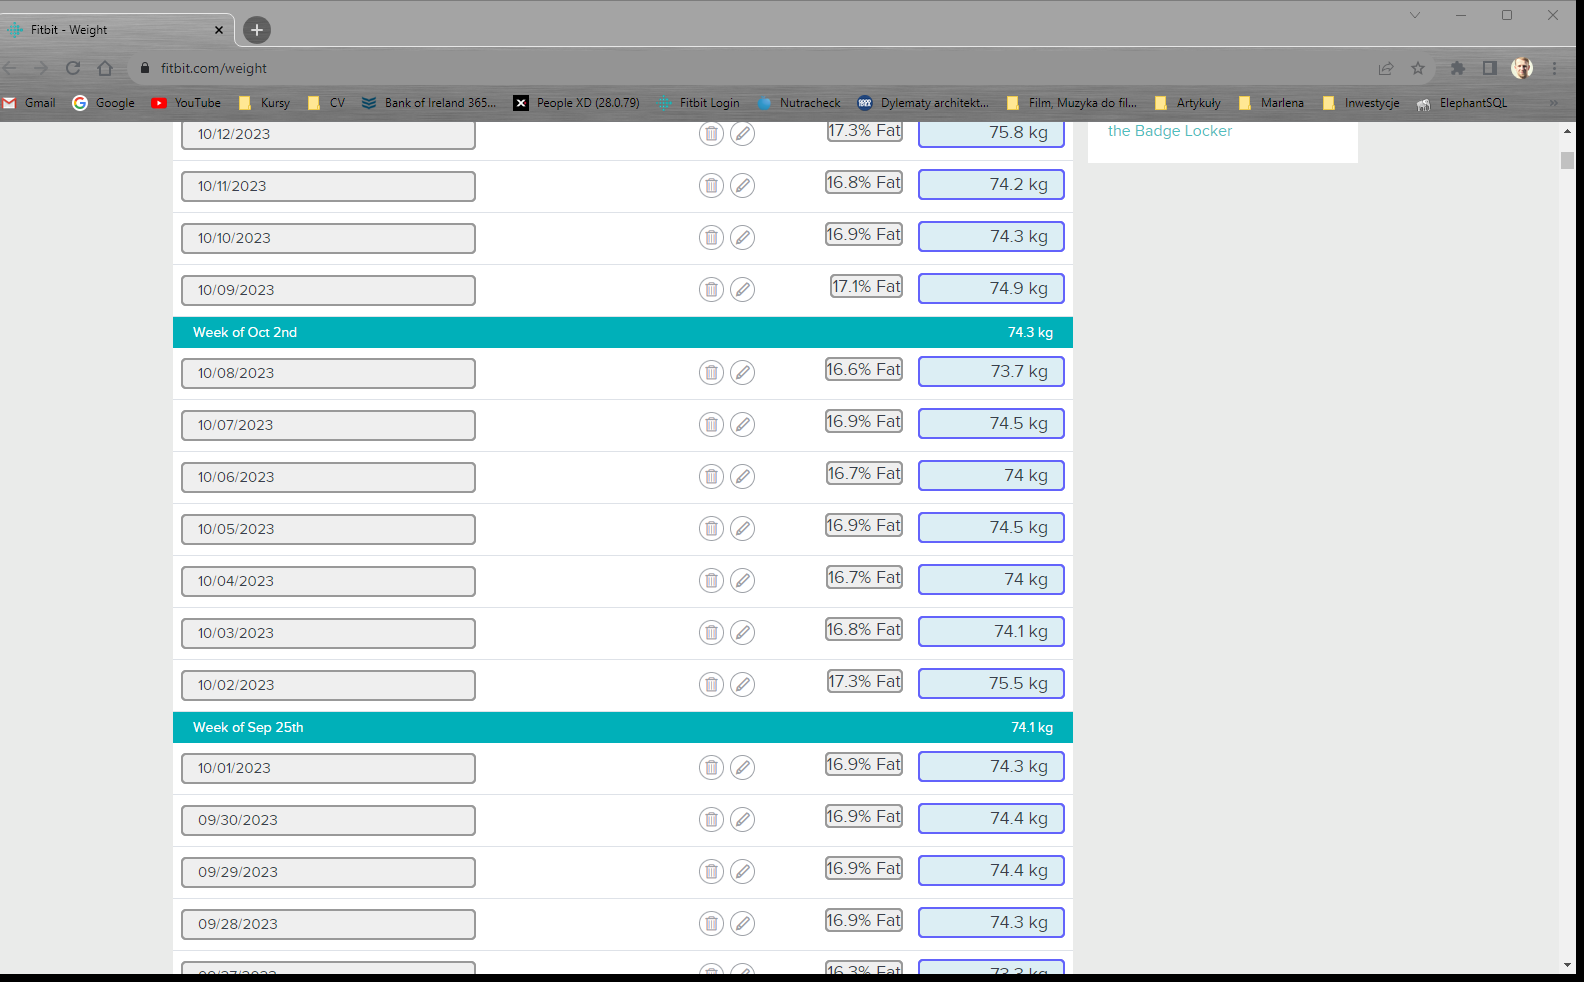 Fitbit - Weight
fitbit.com/weight
Gmail Google YouTube Kursy CV Bank of Ireland 365... People XD (28.0.79) Fitbit Login Nutracheck Dylematy architekt... Film, Muzyka do fil... Artykuły Marlena Inwestycje ElephantSQL »
10/12/2023 17.3% Fat 75.8 kg
the Badge Locker
10/11/2023 16.8% Fat 74.2 kg
10/10/2023 16.9% Fat 74.3 kg
10/09/2023 17.1% Fat 74.9 kg
Week of Oct 2nd 74.3 kg
10/08/2023 16.6% Fat 73.7 kg
10/07/2023 16.9% Fat 74.5 kg
10/06/2023 16.7% Fat 74 kg
10/05/2023 16.9% Fat 74.5 kg
10/04/2023 16.7% Fat 74 kg
10/03/2023 16.8% Fat 74.1 kg
10/02/2023 17.3% Fat 75.5 kg
Week of Sep 25th 74.1 kg
10/01/2023 16.9% Fat 74.3 kg
09/30/2023 16.9% Fat 74.4 kg
09/29/2023 16.9% Fat 74.4 kg
09/28/2023 16.9% Fat 74.3 kg
09/27/2023 16.3% Fat 73.3 kg